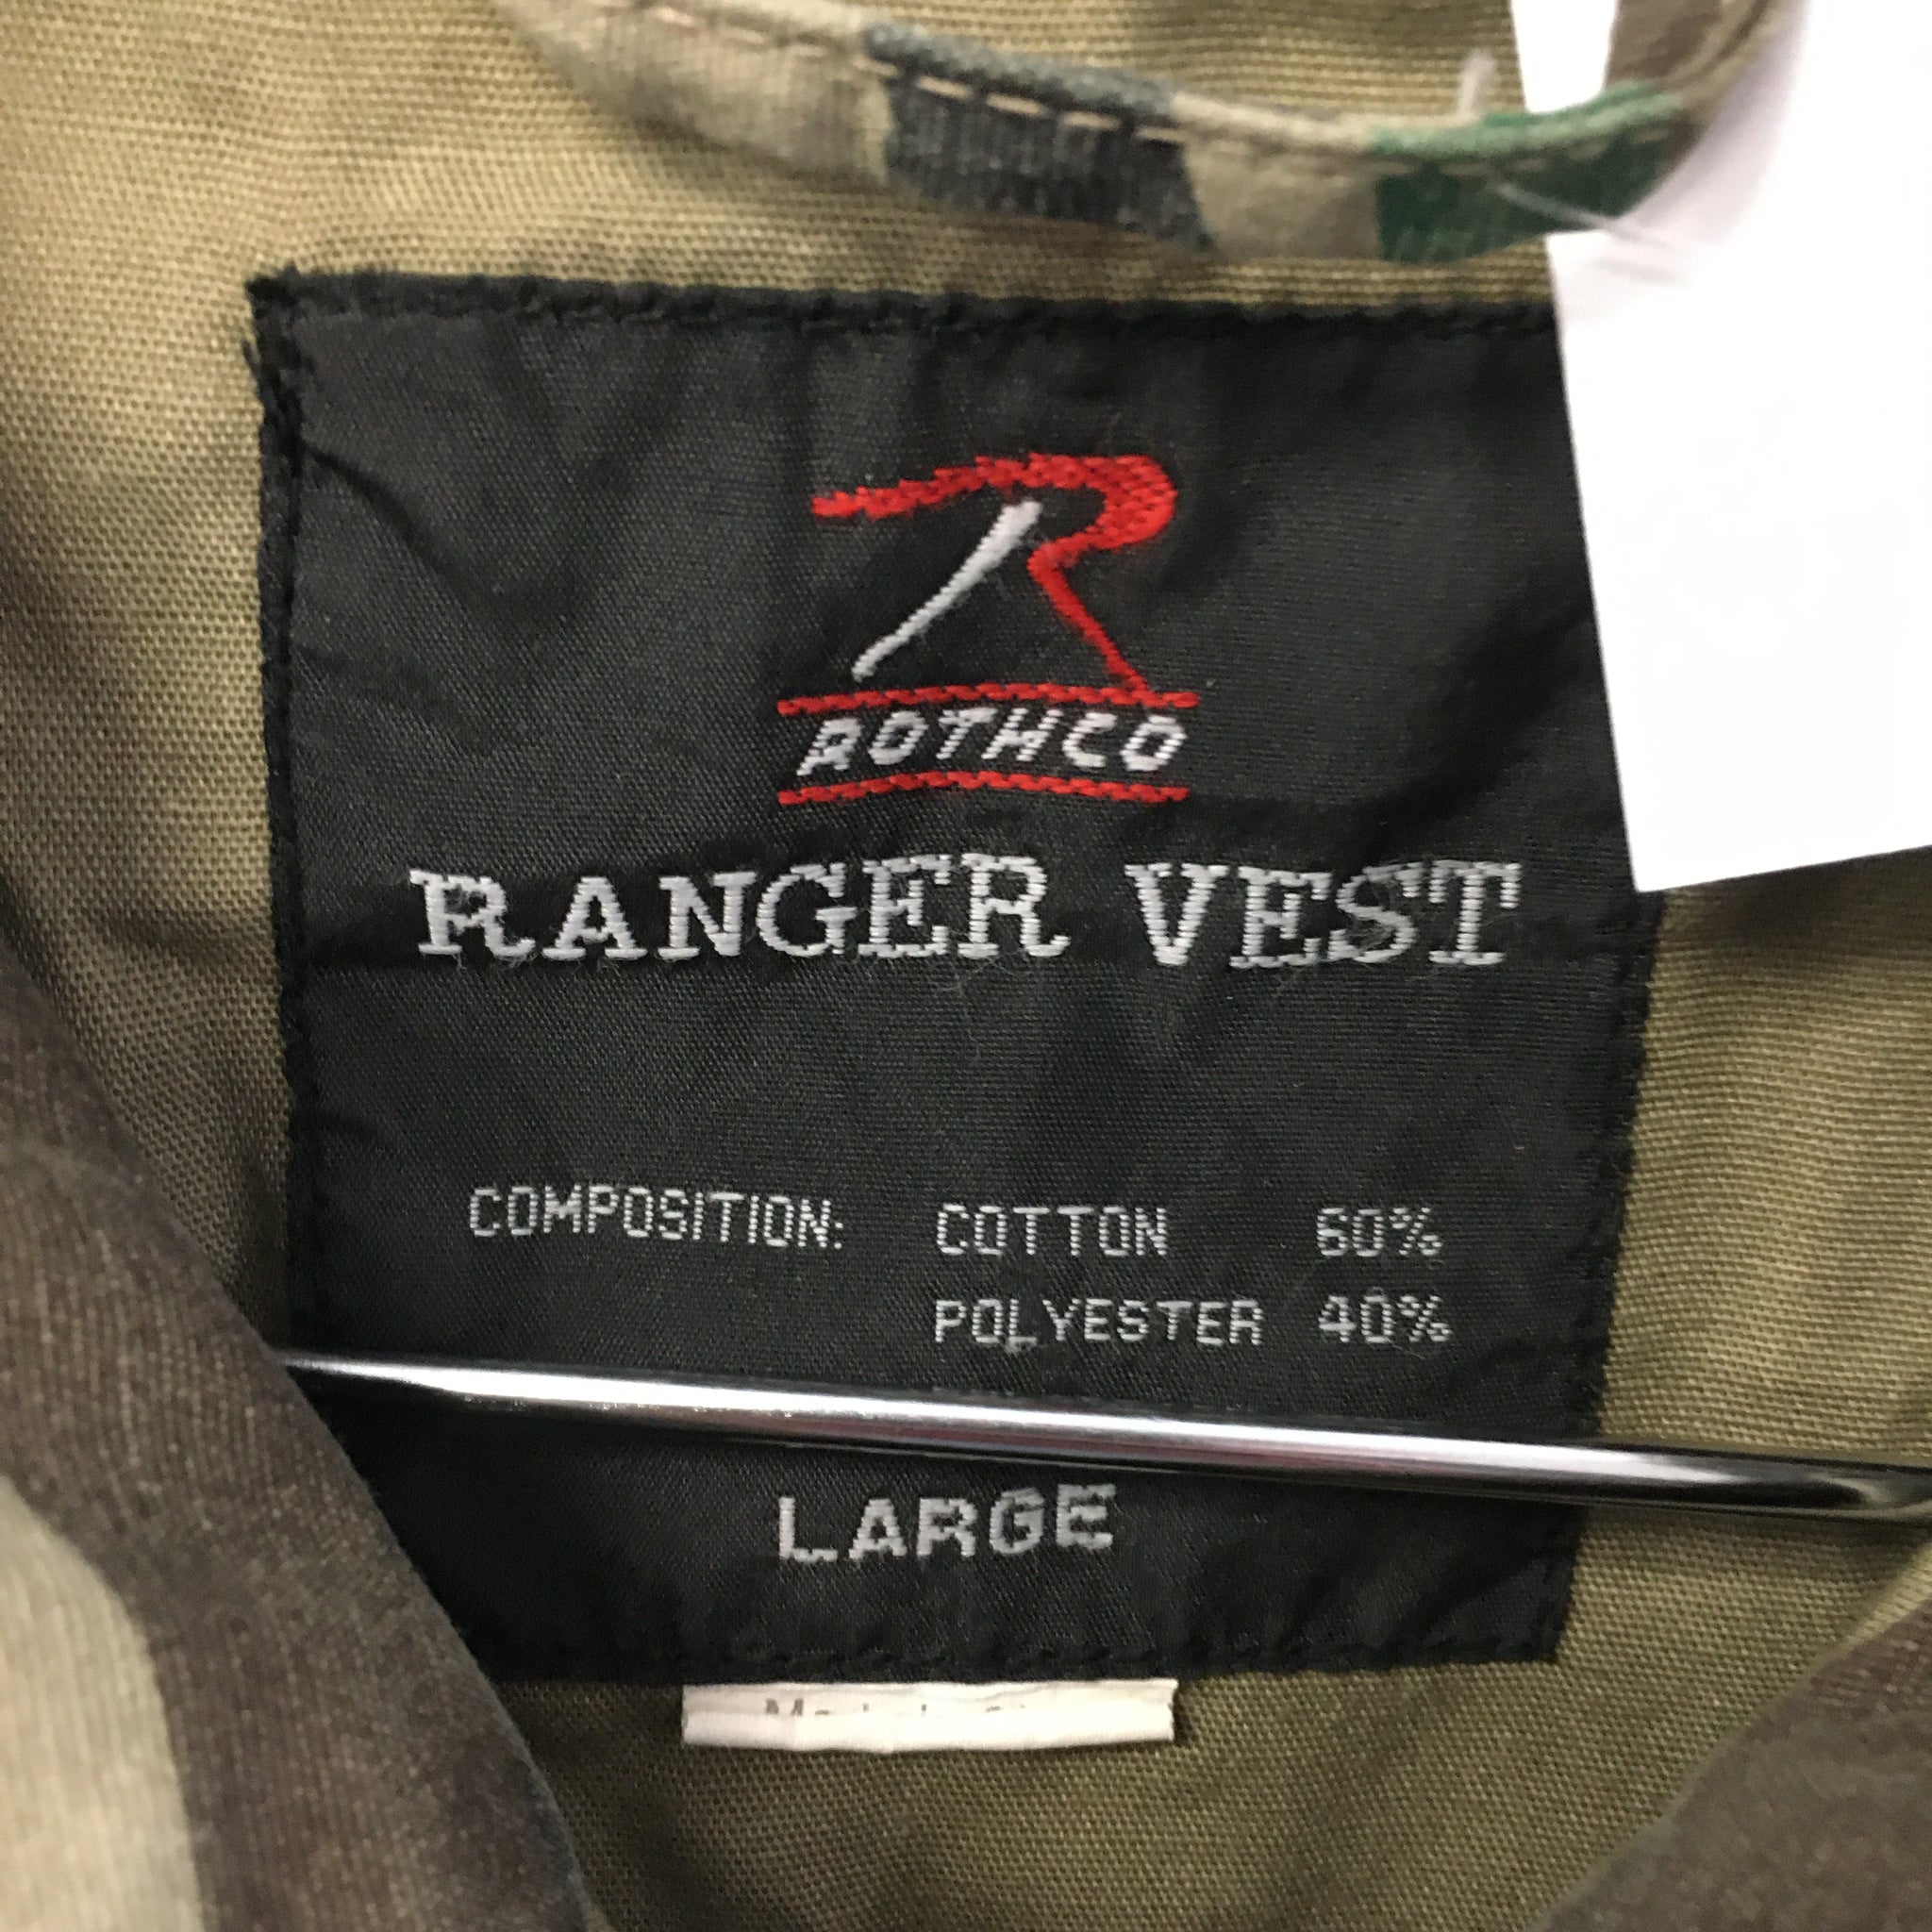 R
ROTHCO
RANGER VEST
COMPOSITION: COTTON 60%
POLYESTER 40%
LARGE